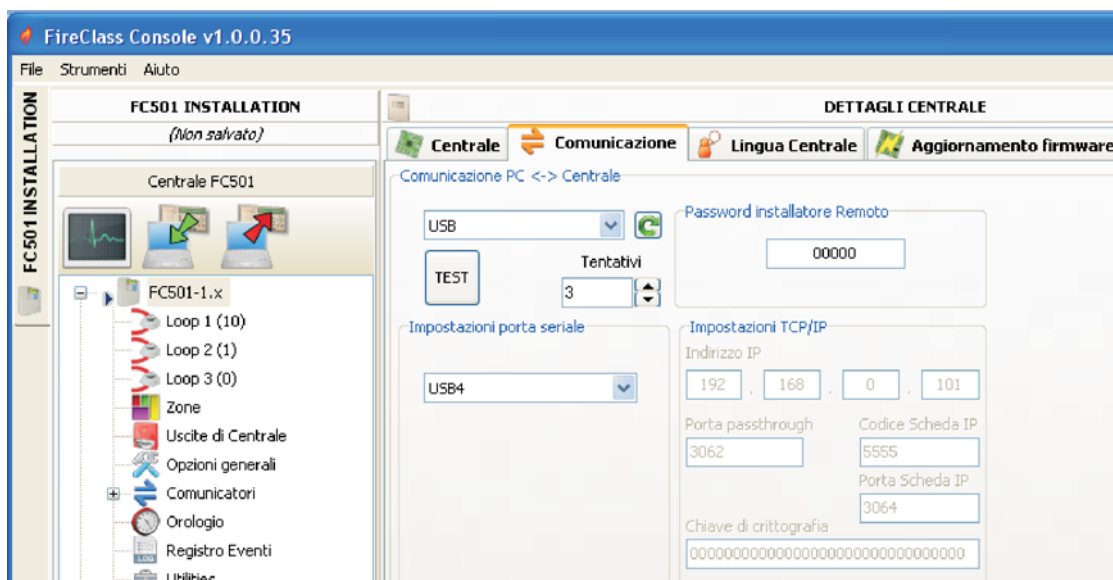 FireClass Console v1.0.0.35
File Strumenti Aiuto
FC501 INSTALLATION
FC501 INSTALLATION
(Non salvato)
Centrale FC501
FC501-1.x
Loop 1 (10)
Loop 2 (1)
Loop 3 (0)
Zone
Uscite di Centrale
Opzioni generali
Comunicatori
Orologio
LOG
Registro Eventi
Utilities
DETTAGLI CENTRALE
Centrale Comunicazione Lingua Centrale Aggiornamento firmware
Comunicazione PC <-> Centrale
USB
TEST
Tentativi
3
Password installatore Remoto
00000
Impostazioni porta seriale
USB4
Impostazioni TCP/IP
Indirizzo IP
192 . 168 . 0 . 101
Porta passthrough Codice Scheda IP
3062 5555
Porta Scheda IP
3064
Chiave di crittografia
00000000000000000000000000000000